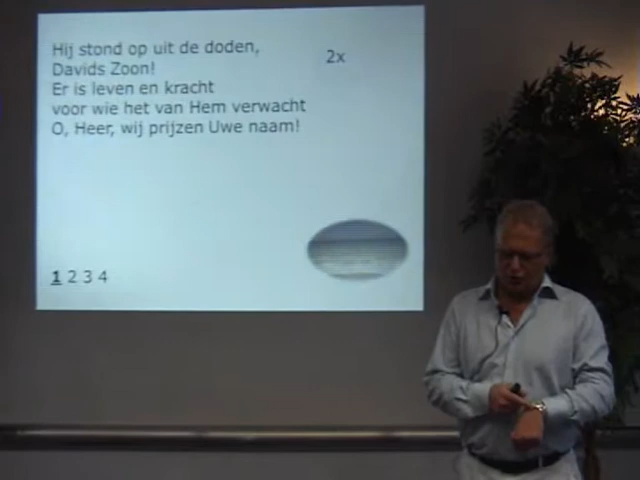 Hij stond op uit de doden,
Davids Zoon!
Er is leven en kracht
voor wie het van Hem verwacht
O, Heer, wij prijzen Uwe naam!
2x
1 2 3 4